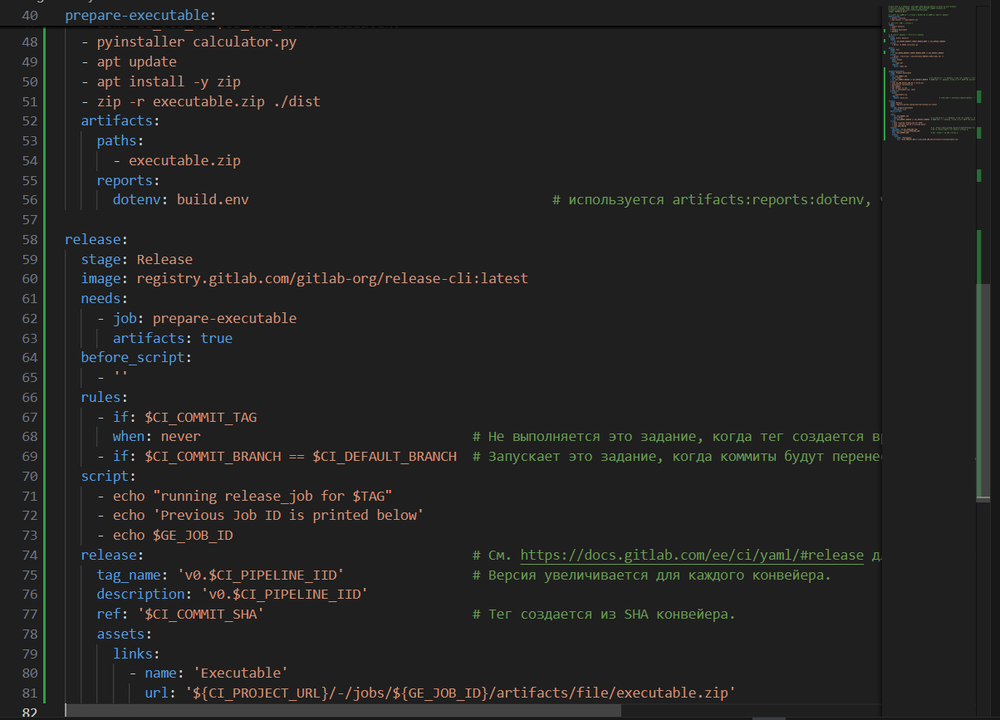 40 prepare-executable:
48 - pyinstaller calculator.py
49 - apt update
50 - apt install -y zip
51 - zip -r executable.zip ./dist
52 artifacts:
53 paths:
54 - executable.zip
55 reports:
56 dotenv: build.env # используется artifacts:reports:dotenv,
57
58 release:
59 stage: Release
60 image: registry.gitlab.com/gitlab-org/release-cli:latest
61 needs:
62 - job: prepare-executable
63 artifacts: true
64 before_script:
65 - ''
66 rules:
67 - if: $CI_COMMIT_TAG
68 when: never # Не выполняется это задание, когда тег создается в
69 - if: $CI_COMMIT_BRANCH == $CI_DEFAULT_BRANCH # Запускает это задание, когда коммиты будут перене
70 script:
71 - echo "running release_job for $TAG"
72 - echo 'Previous Job ID is printed below'
73 - echo $GE_JOB_ID
74 release: # См. https://docs.gitlab.com/ee/ci/yaml/#release
75 tag_name: 'v0.$CI_PIPELINE_IID' # Версия увеличивается для каждого конвейера.
76 description: 'v0.$CI_PIPELINE_IID'
77 ref: '$CI_COMMIT_SHA' # Тег создается из SHA конвейера.
78 assets:
79 links:
80 - name: 'Executable'
81 url: '${CI_PROJECT_URL}/-/jobs/${GE_JOB_ID}/artifacts/file/executable.zip'
82